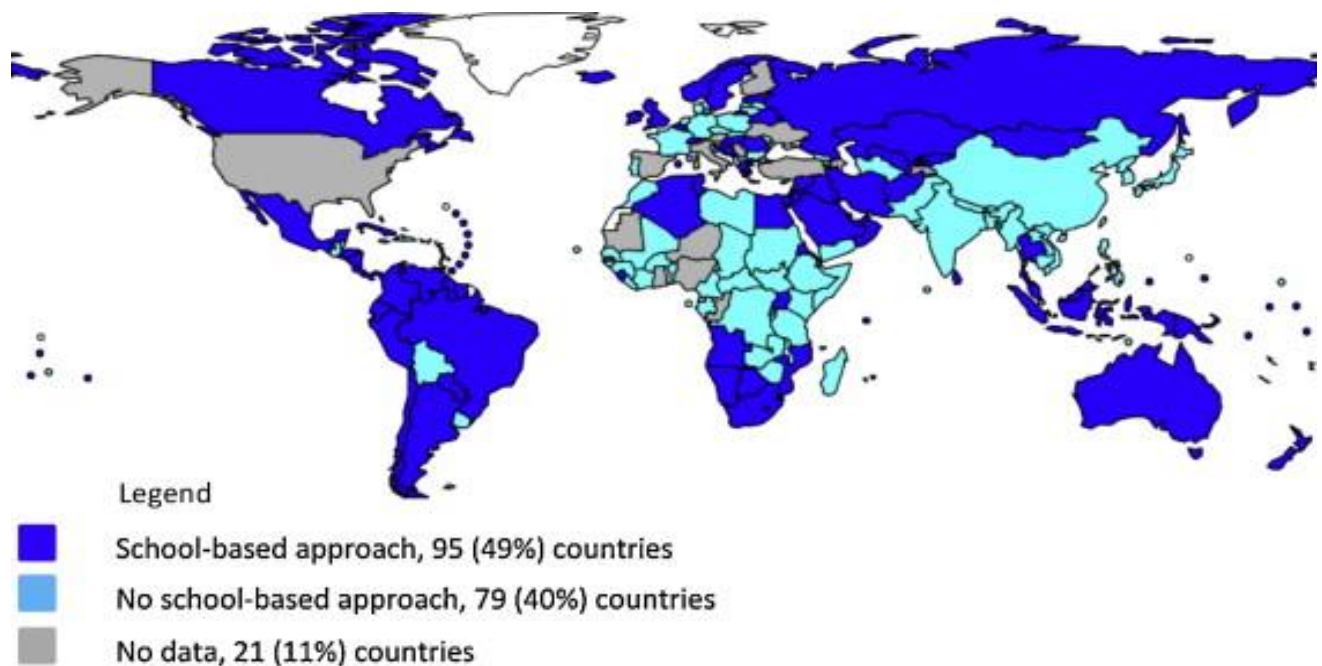 Legend
School-based approach, 95 (49%) countries
No school-based approach, 79 (40%) countries
No data, 21 (11%) countries